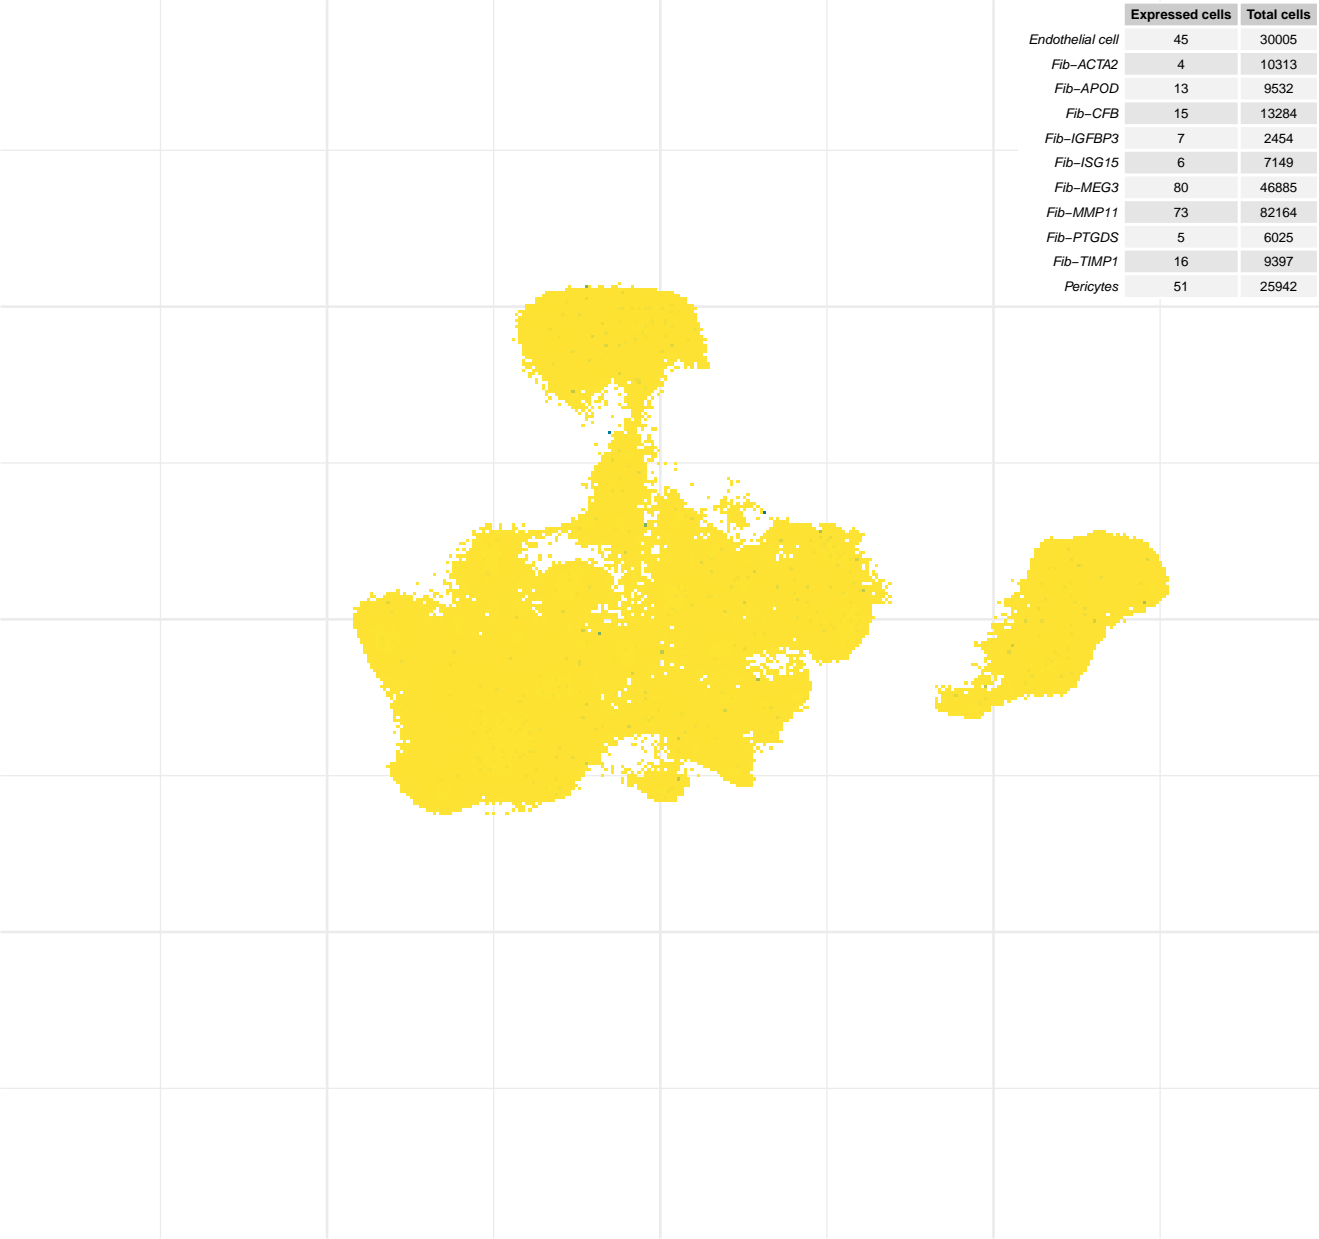 Expressed cells Total cells
Endothelial cell 45 30005
Fib−ACTA2 4 10313
Fib−APOD 13 9532
Fib−CFB 15 13284
Fib−IGFBP3 7 2454
Fib−ISG15 6 7149
Fib−MEG3 80 46885
Fib−MMP11 73 82164
Fib−PTGDS 5 6025
Fib−TIMP1 16 9397
Pericytes 51 25942